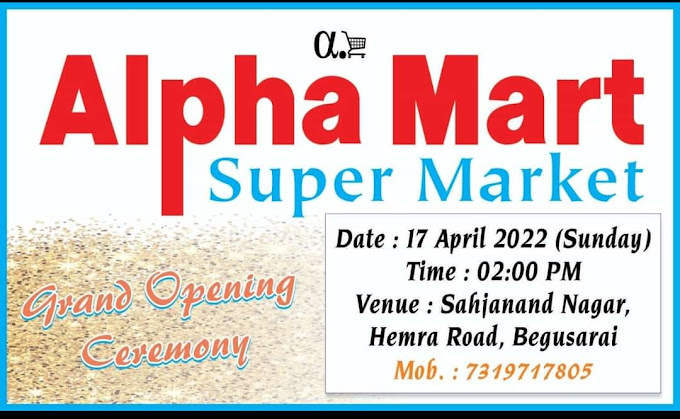 α.
Alpha Mart
Super Market
Grand Opening
Ceremony
Date : 17 April 2022 (Sunday)
Time : 02:00 PM
Venue : Sahjanand Nagar,
Hemra Road, Begusarai
Mob. : 7319717805